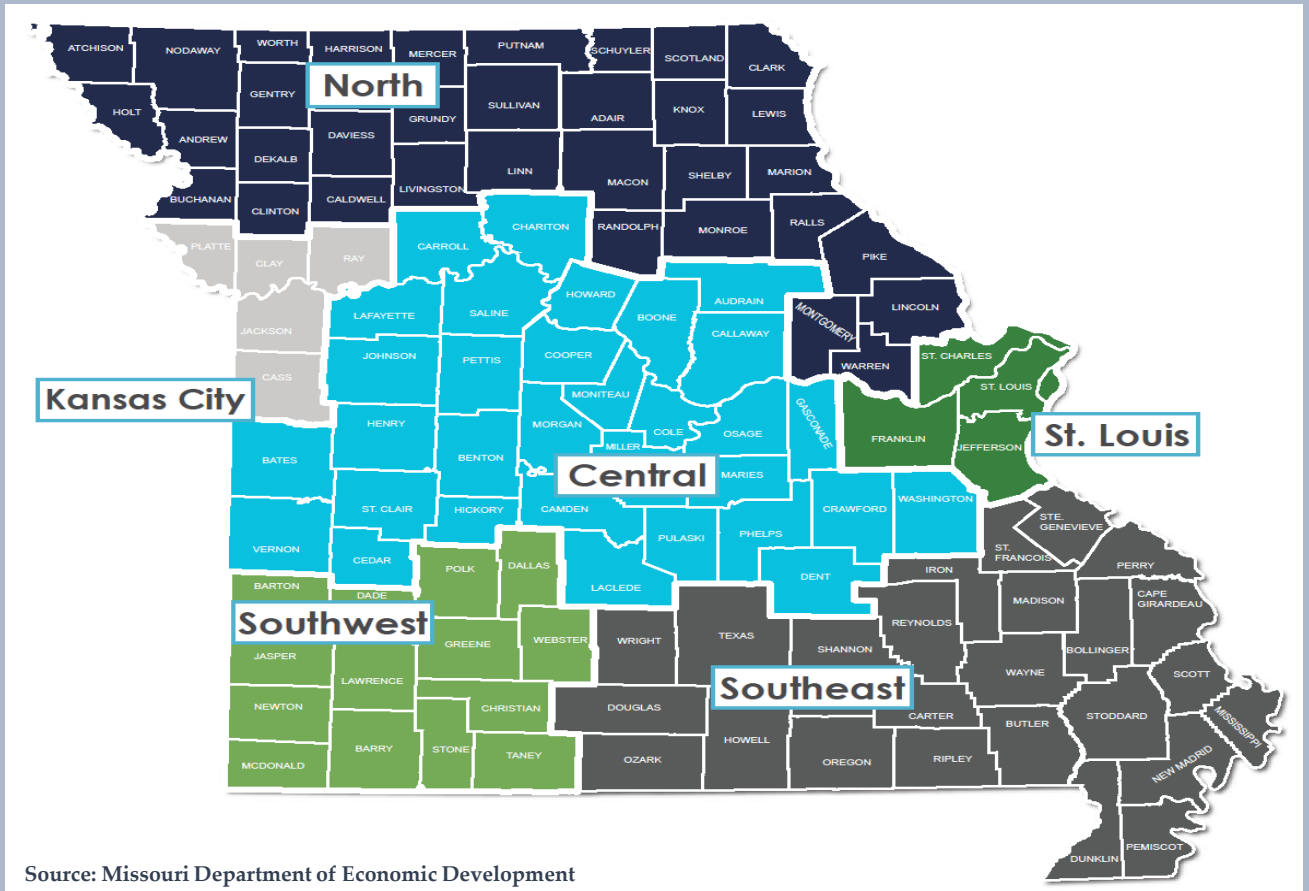 ATCHISON
NODAWAY
WORTH
HARRISON
MERCER
PUTNAM
SCHUYLER
SCOTLAND
CLARK
North
HOLT
GENTRY
SULLIVAN
ADAIR
KNOX
LEWIS
GRUNDY
ANDREW
DAVIESS
DEKALB
LINN
MACON
SHELBY
MARION
BUCHANAN
CLINTON
CALDWELL
LIVINGSTON
CHARITON
RANDOLPH
MONROE
RALLS
PLATTE
CLAY
RAY
CARROLL
PIKE
HOWARD
BOONE
AUDRAIN
LINCOLN
MONTGOMERY
JACKSON
LAFAYETTE
SALINE
CALLAWAY
JOHNSON
PETTIS
COOPER
WARREN
ST. CHARLES
CASS
MONITEAU
ST. LOUIS
Kansas City
HENRY
MORGAN
COLE
OSAGE
GASCONADE
FRANKLIN
JEFFERSON
St. Louis
MILLER
BATES
BENTON
Central
MARIES
ST. CLAIR
HICKORY
CAMDEN
CRAWFORD
WASHINGTON
VERNON
CEDAR
PULASKI
PHELPS
STE.
GENEVIEVE
ST.
FRANCOIS
POLK
DALLAS
LACLEDE
DENT
IRON
PERRY
BARTON
DADE
MADISON
CAPE
GIRARDEAU
Southwest
GREENE
WEBSTER
WRIGHT
TEXAS
SHANNON
REYNOLDS
BOLLINGER
JASPER
LAWRENCE
Southeast
WAYNE
SCOTT
NEWTON
CHRISTIAN
DOUGLAS
CARTER
BUTLER
STODDARD
MISSISSIPPI
BARRY
STONE
TANEY
HOWELL
MCDONALD
OZARK
OREGON
RIPLEY
NEW MADRID
PEMISCOT
DUNKLIN
Source: Missouri Department of Economic Development